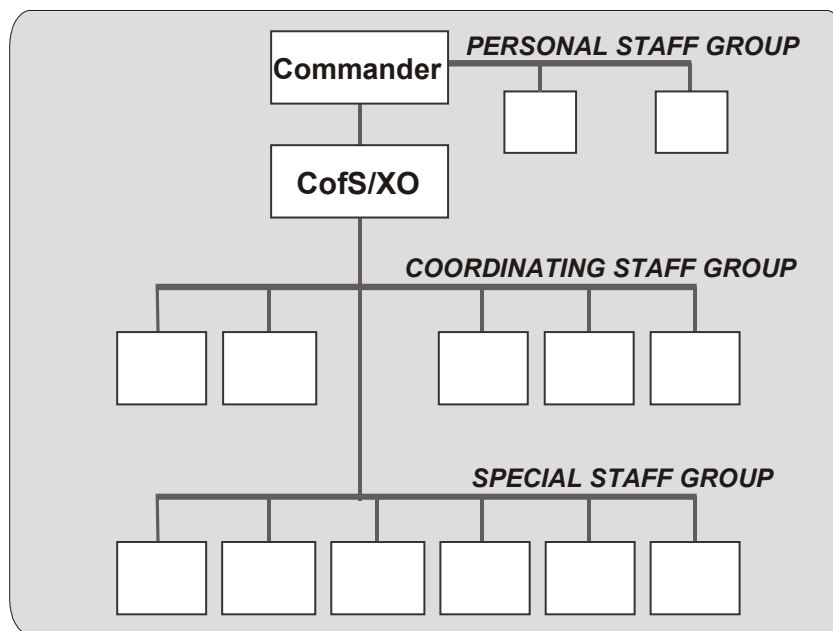 PERSONAL STAFF GROUP
Commander
CofS/XO
COORDINATING STAFF GROUP
SPECIAL STAFF GROUP